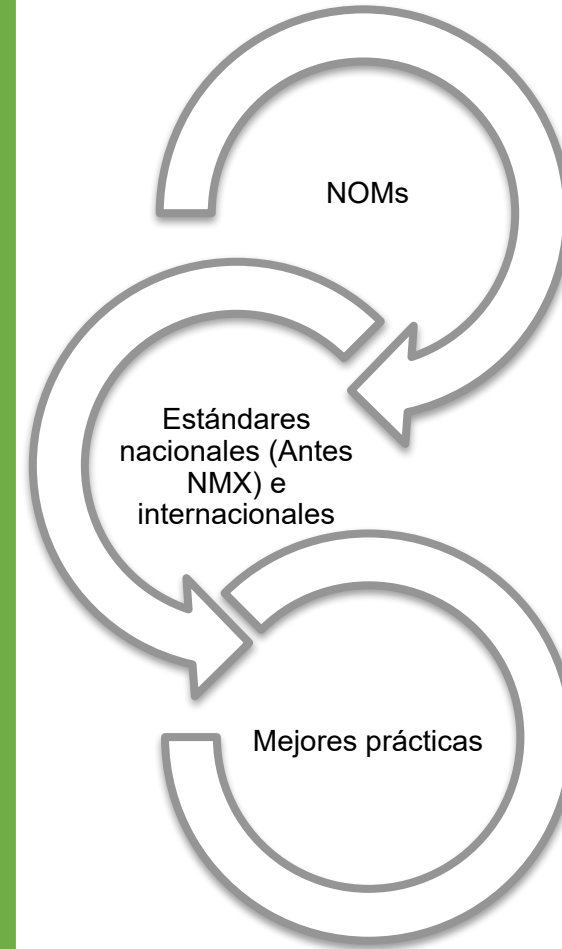 NOMs
Estándares
nacionales (Antes
NMX) e
internacionales
Mejores prácticas